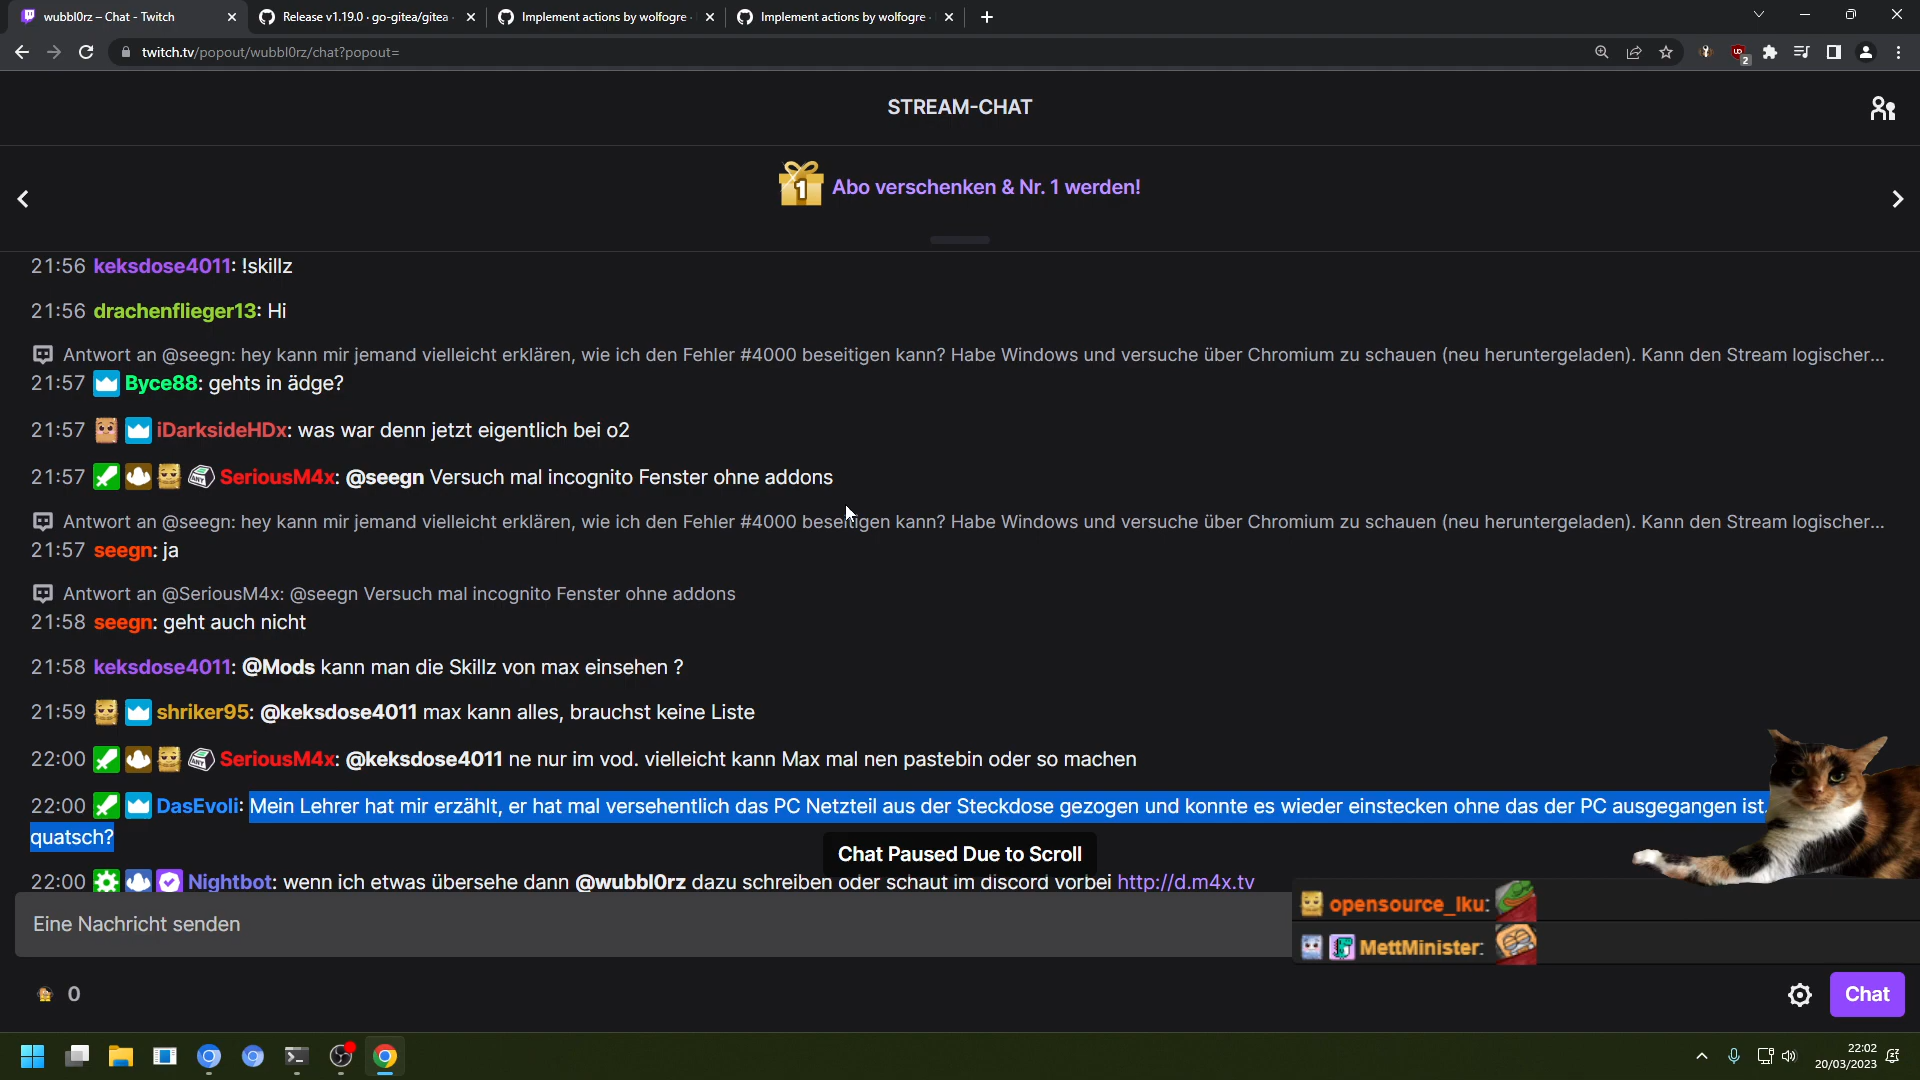 wubbl0rz – Chat - Twitch
Release v1.19.0 · go-gitea/gitea
Implement actions by wolfogre
Implement actions by wolfogre
twitch.tv/popout/wubbl0rz/chat?popout=
2
STREAM-CHAT
1 Abo verschenken & Nr. 1 werden!
21:56 keksdose4011: !skillz
21:56 drachenflieger13: Hi
Antwort an @seegn: hey kann mir jemand vielleicht erklären, wie ich den Fehler #4000 beseitigen kann? Habe Windows und versuche über Chromium zu schauen (neu heruntergeladen). Kann den Stream logischer...
21:57 Byce88: gehts in ädge?
21:57 iDarksideHDx: was war denn jetzt eigentlich bei o2
21:57 SeriousM4x: @seegn Versuch mal incognito Fenster ohne addons
Antwort an @seegn: hey kann mir jemand vielleicht erklären, wie ich den Fehler #4000 beseitigen kann? Habe Windows und versuche über Chromium zu schauen (neu heruntergeladen). Kann den Stream logischer...
21:57 seegn: ja
Antwort an @SeriousM4x: @seegn Versuch mal incognito Fenster ohne addons
21:58 seegn: geht auch nicht
21:58 keksdose4011: @Mods kann man die Skillz von max einsehen ?
21:59 shriker95: @keksdose4011 max kann alles, brauchst keine Liste
22:00 SeriousM4x: @keksdose4011 ne nur im vod. vielleicht kann Max mal nen pastebin oder so machen
22:00 DasEvoli: Mein Lehrer hat mir erzählt, er hat mal versehentlich das PC Netzteil aus der Steckdose gezogen und konnte es wieder einstecken ohne das der PC ausgegangen ist.
quatsch?
Chat Paused Due to Scroll
22:00 Nightbot: wenn ich etwas übersehe dann @wubbl0rz dazu schreiben oder schaut im discord vorbei http://d.m4x.tv
Eine Nachricht senden
opensource_lku:
MettMinister:
0
Chat
22:02
20/03/2023